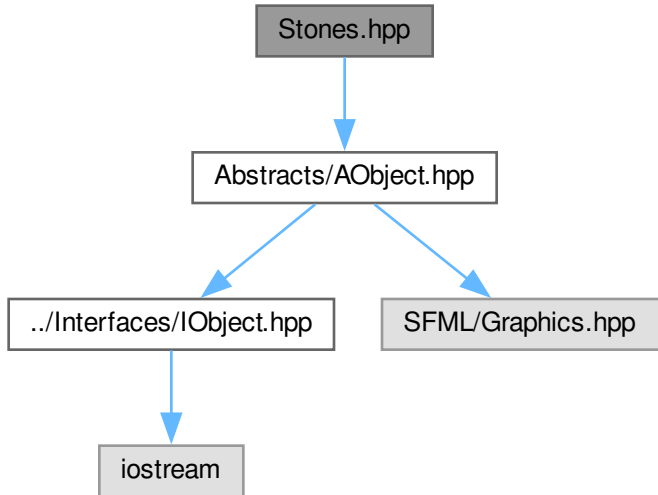 Stones.hpp
Abstracts/AObject.hpp
../Interfaces/IObject.hpp
SFML/Graphics.hpp
iostream